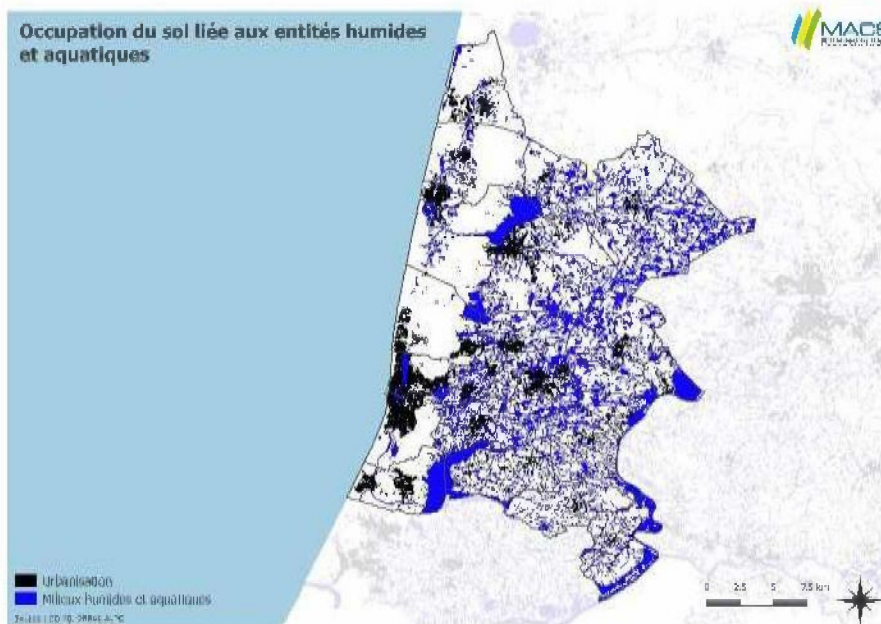 Occupation du sol liée aux entités humides
et aquatiques
MACS
Urbanisation
Milieux humides et aquatiques
0 2.5 5 7.5 km